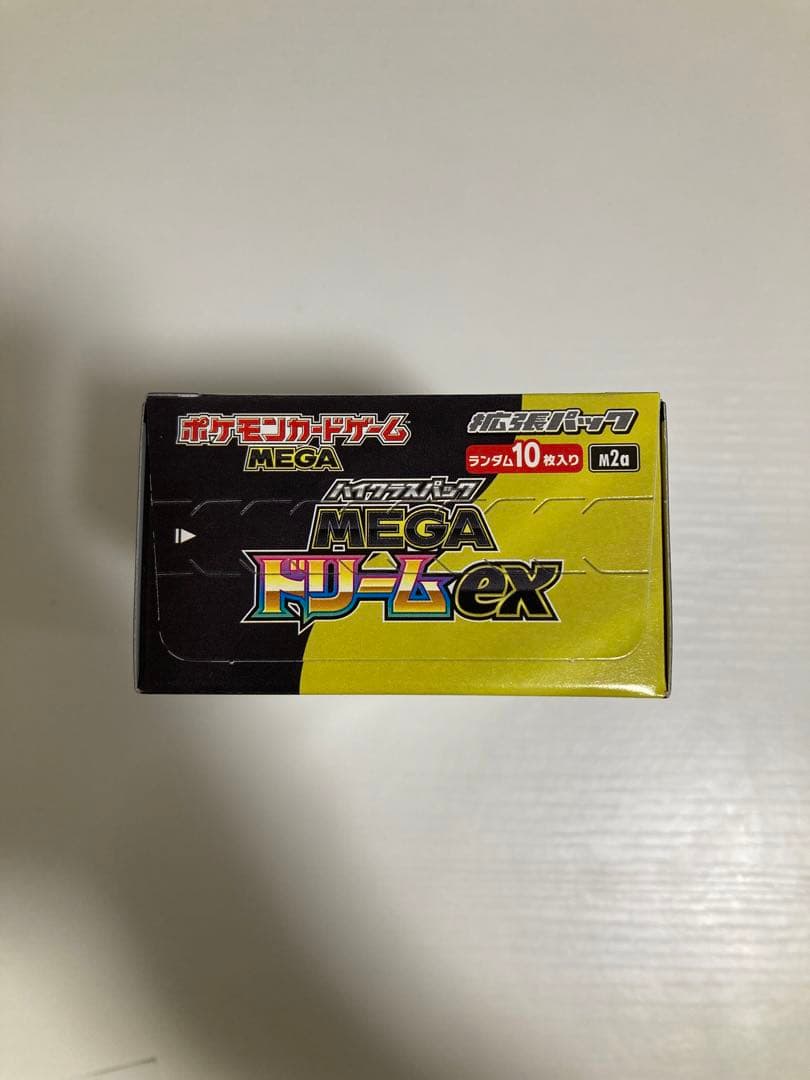 ポケモンカードゲーム
MEGA
拡張パック
ランダム10枚入り
M2a
ハイクラスパック
MEGA
ドリームex